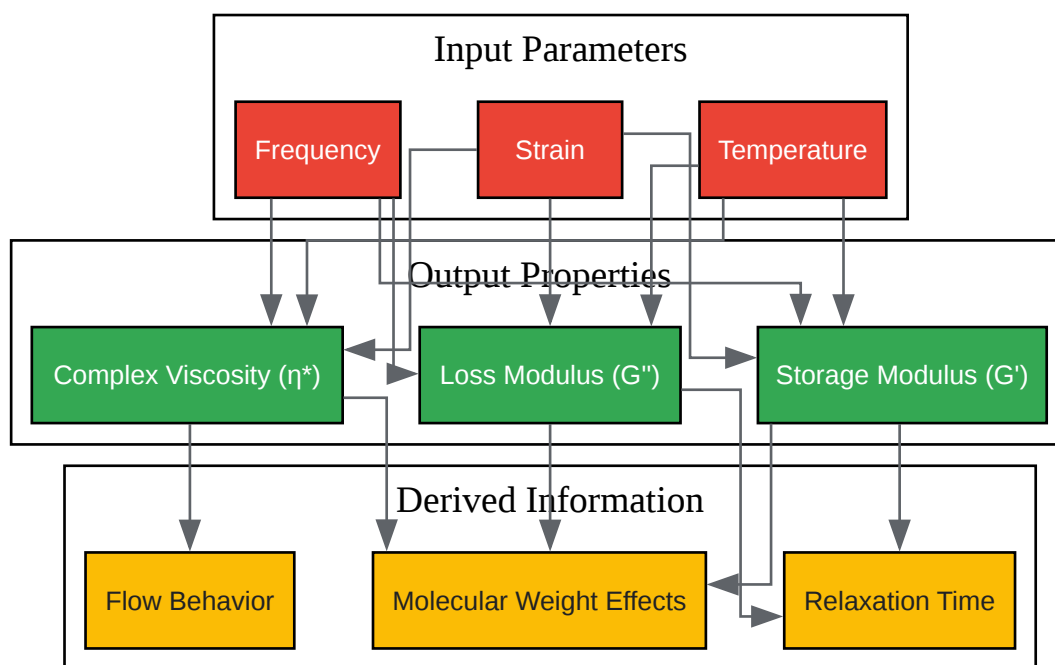 Input Parameters
Frequency
Strain
Temperature
Output Properties
Complex Viscosity (η*)
Loss Modulus (G")
Storage Modulus (G')
Derived Information
Flow Behavior
Molecular Weight Effects
Relaxation Time